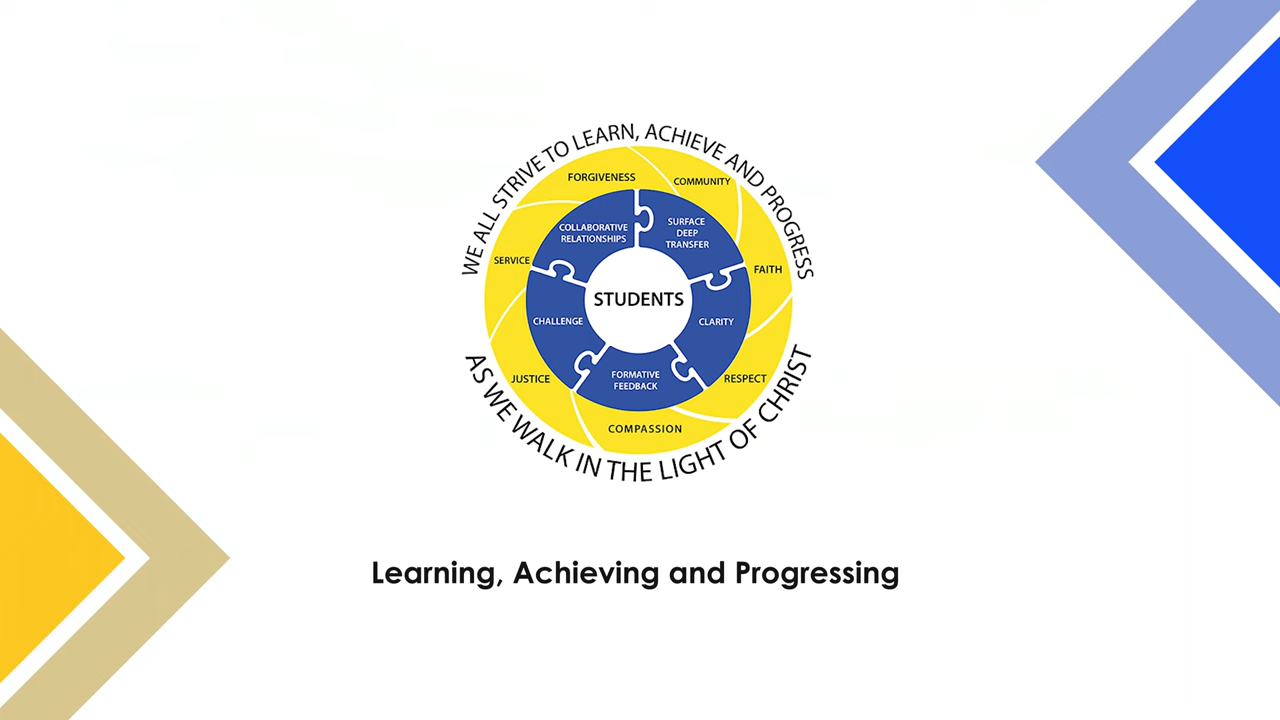 WE ALL STRIVE TO LEARN, ACHIEVE AND PROGRESS
FORGIVENESS
COMMUNITY
COLLABORATIVE
RELATIONSHIPS
SURFACE
DEEP
TRANSFER
SERVICE
FAITH
STUDENTS
CHALLENGE
CLARITY
FORMATIVE
FEEDBACK
JUSTICE
RESPECT
COMPASSION
AS WE WALK IN THE LIGHT OF CHRIST
Learning, Achieving and Progressing